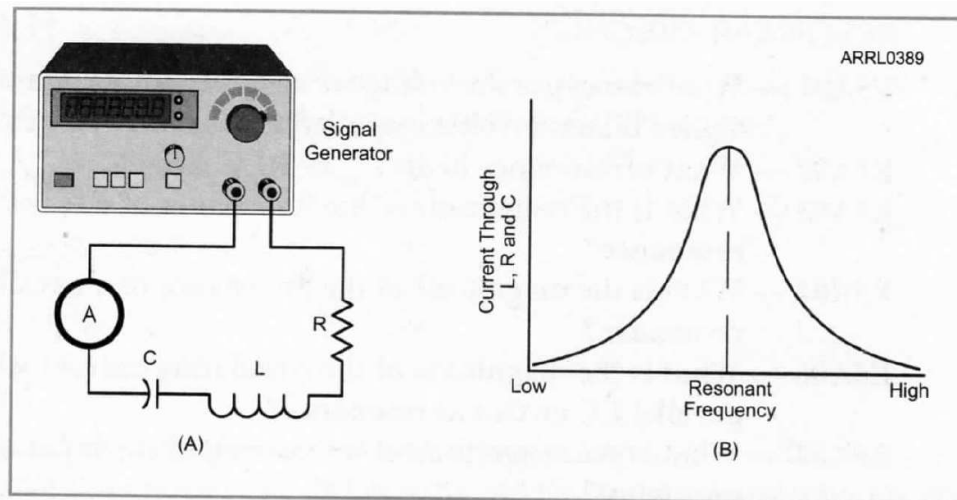 ARRL0389
Signal
Generator
A
R
C
L
(A)
Current Through
L, R and C
Low
Resonant
Frequency
High
(B)